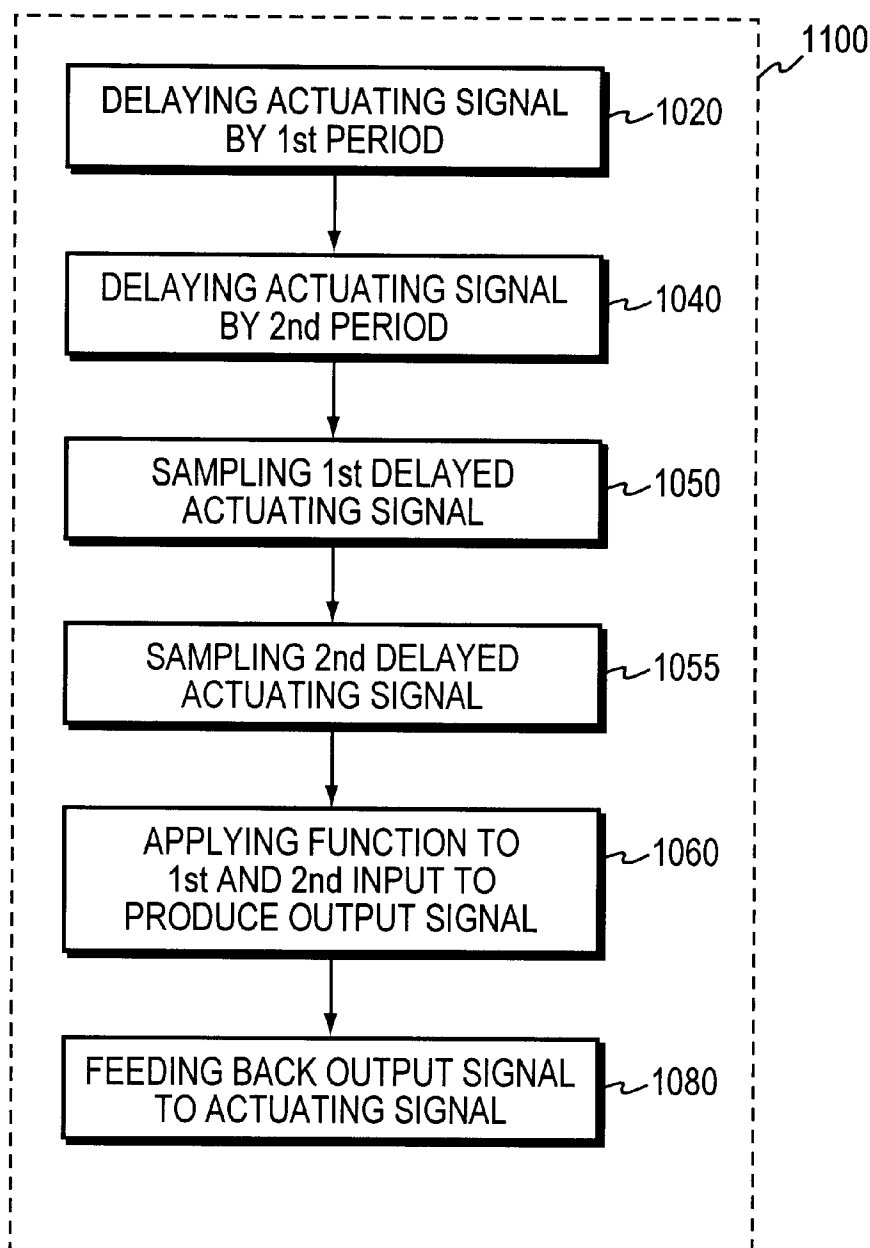 1100
DELAYING ACTUATING SIGNAL
BY 1st PERIOD
1020
DELAYING ACTUATING SIGNAL
BY 2nd PERIOD
1040
SAMPLING 1st DELAYED
ACTUATING SIGNAL
1050
SAMPLING 2nd DELAYED
ACTUATING SIGNAL
1055
APPLYING FUNCTION TO
1st AND 2nd INPUT TO
PRODUCE OUTPUT SIGNAL
1060
FEEDING BACK OUTPUT SIGNAL
TO ACTUATING SIGNAL
1080